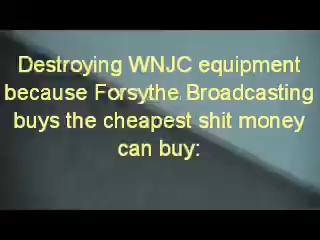 Destroying WNJC equipment
because Forsythe Broadcasting
buys the cheapest shit money
can buy: